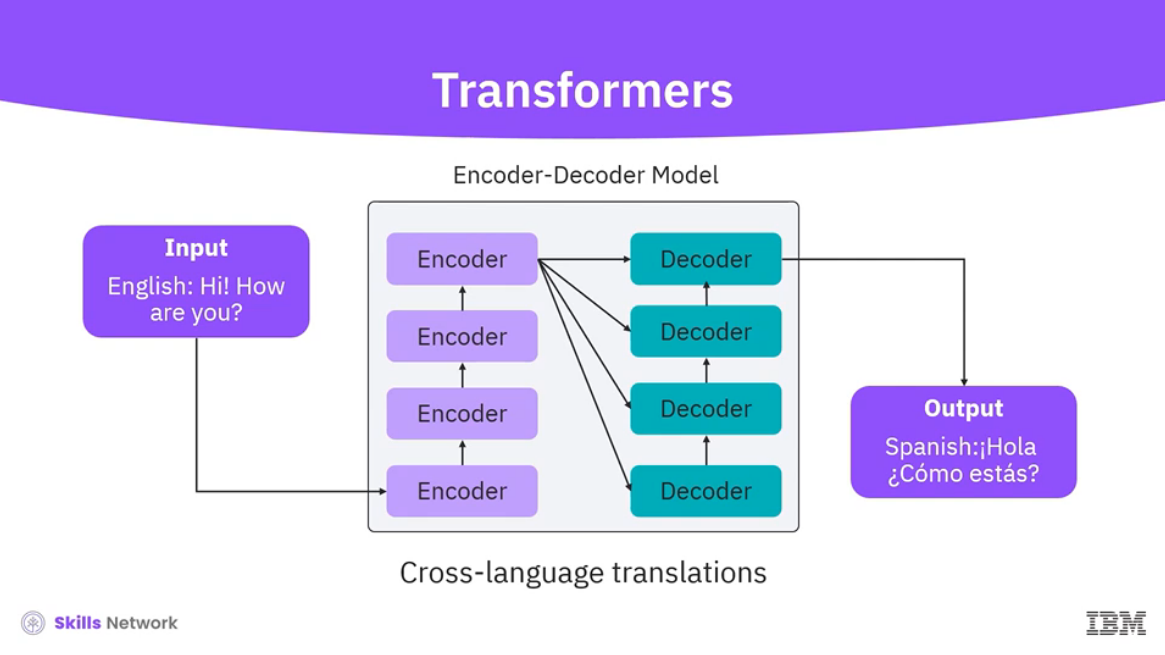 Transformers
Encoder-Decoder Model
Input
English: Hi! How
are you?
Encoder
Encoder
Encoder
Encoder
Decoder
Decoder
Decoder
Decoder
Output
Spanish:¡Hola
¿Cómo estás?
Cross-language translations
Skills Network
IBM